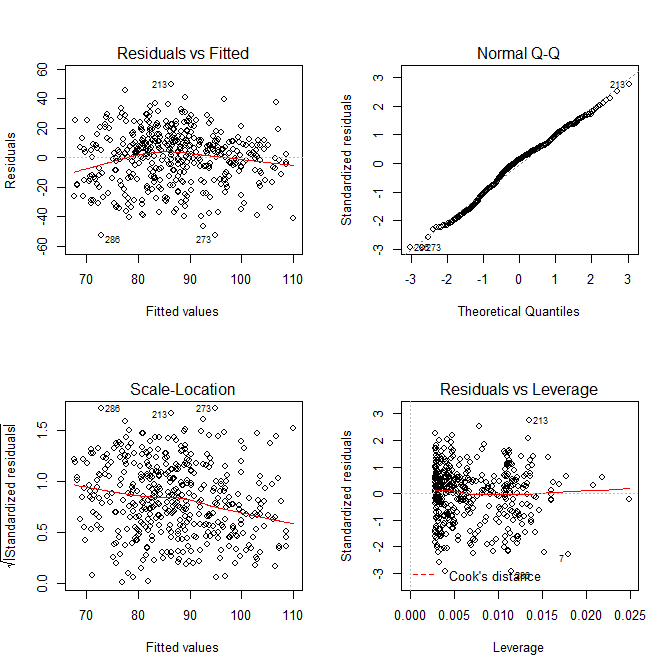 Residuals vs Fitted
Residuals
60
40
20
0
-20
-40
-60
213
286
273
70 80 90 100 110
Fitted values
Normal Q-Q
Standardized residuals
3
2
1
0
-1
-2
-3
213
273
-3 -2 -1 0 1 2 3
Theoretical Quantiles
Scale-Location
√|Standardized residuals|
1.5
1.0
0.5
0.0
286
213
273
70 80 90 100 110
Fitted values
Residuals vs Leverage
Standardized residuals
3
2
1
0
-1
-2
-3
213
7
Cook's distance
0.000 0.005 0.010 0.015 0.020 0.025
Leverage